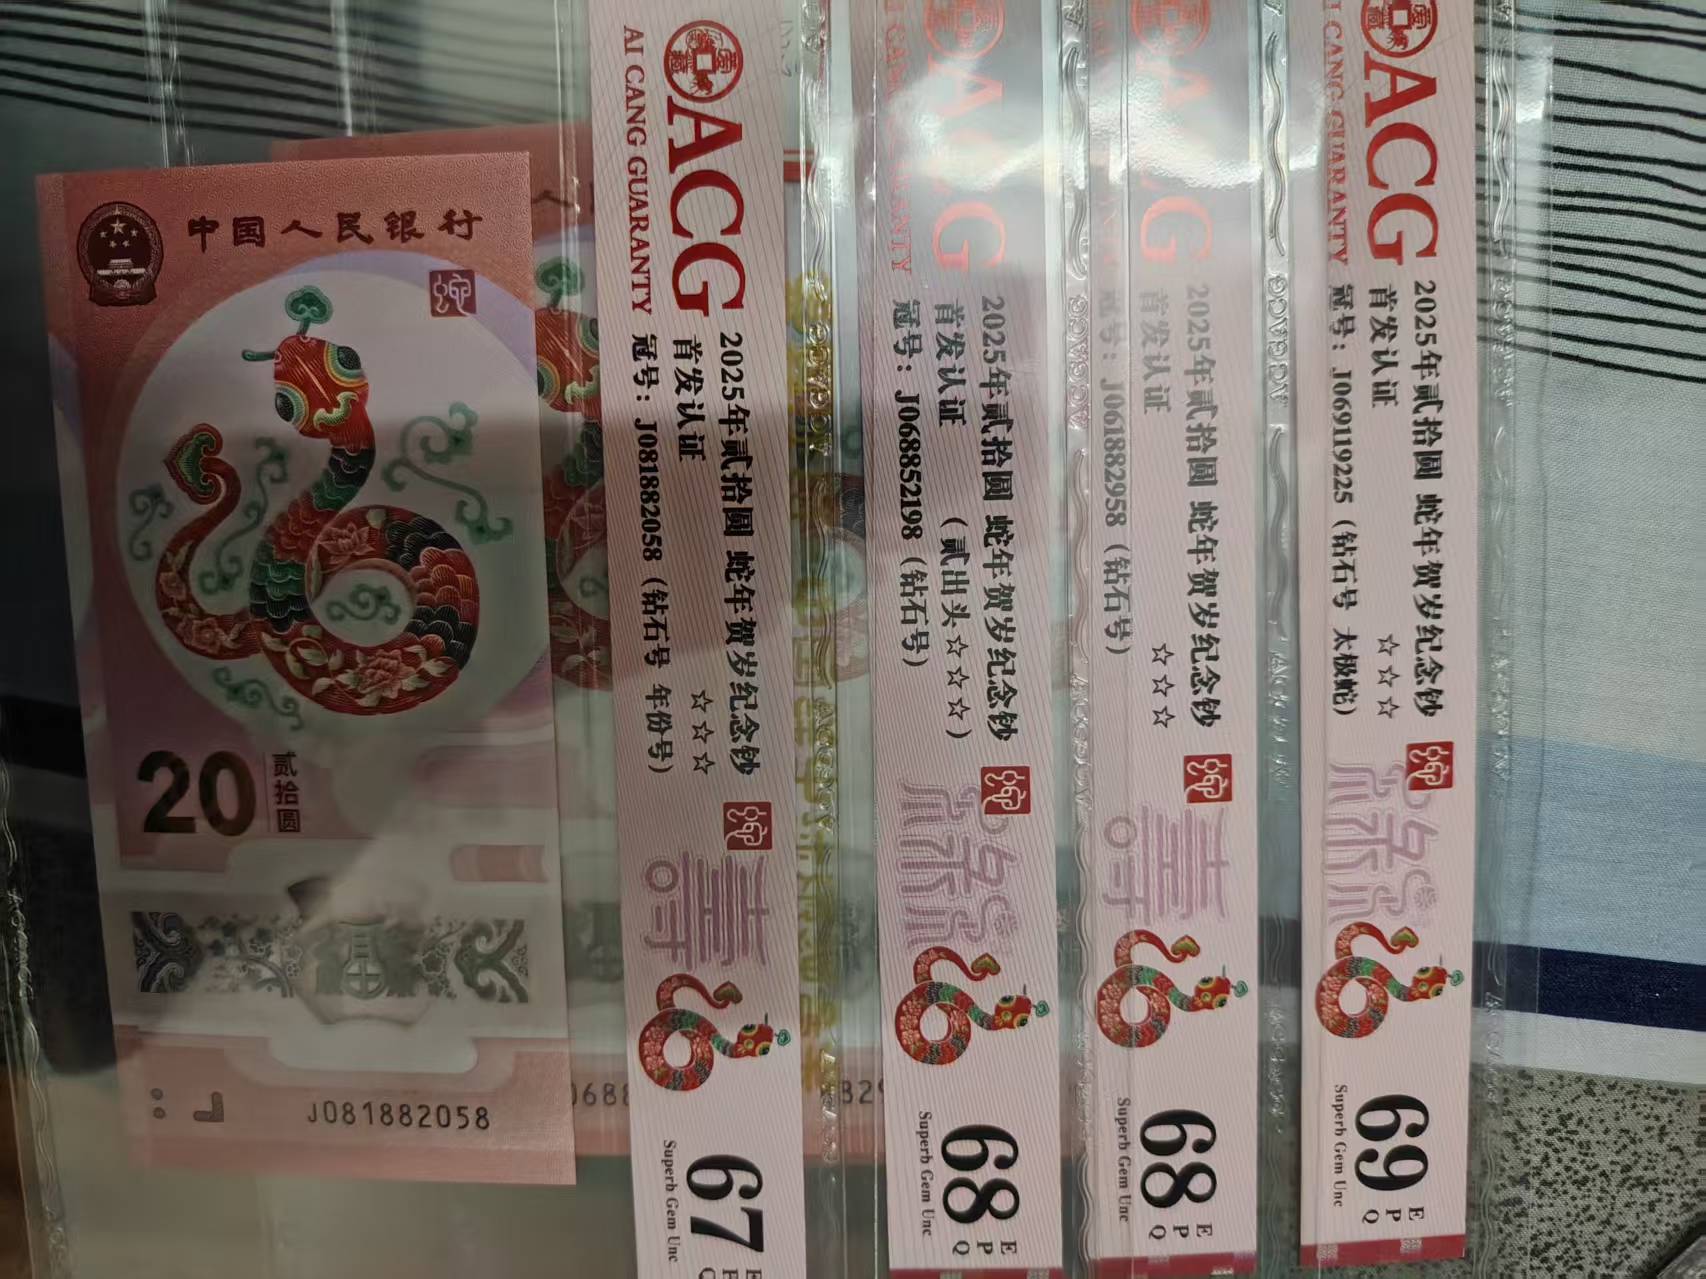 中国人民银行
20
贰拾圆
J081882058
ACG
AI CANG GUARANTY
2025年贰拾圆 蛇年贺岁纪念钞
首发认证 ☆☆☆
冠号：J081882058（钻石号 年份号）
67
Superb Gem Unc
2025年贰拾圆 蛇年贺岁纪念钞
首发认证 （贰出头☆☆☆☆）
冠号：J068852198（钻石号）
68 EPQ
Superb Gem Unc
2025年贰拾圆 蛇年贺岁纪念钞
首发认证 ☆☆☆
冠号：J061882958（钻石号）
68 EPQ
Superb Gem Unc
ACG
CANG GUARANTY
2025年贰拾圆 蛇年贺岁纪念钞
首发认证 ☆☆☆
冠号：J069119225（钻石号 太极蛇）
69 EPQ
Superb Gem Unc